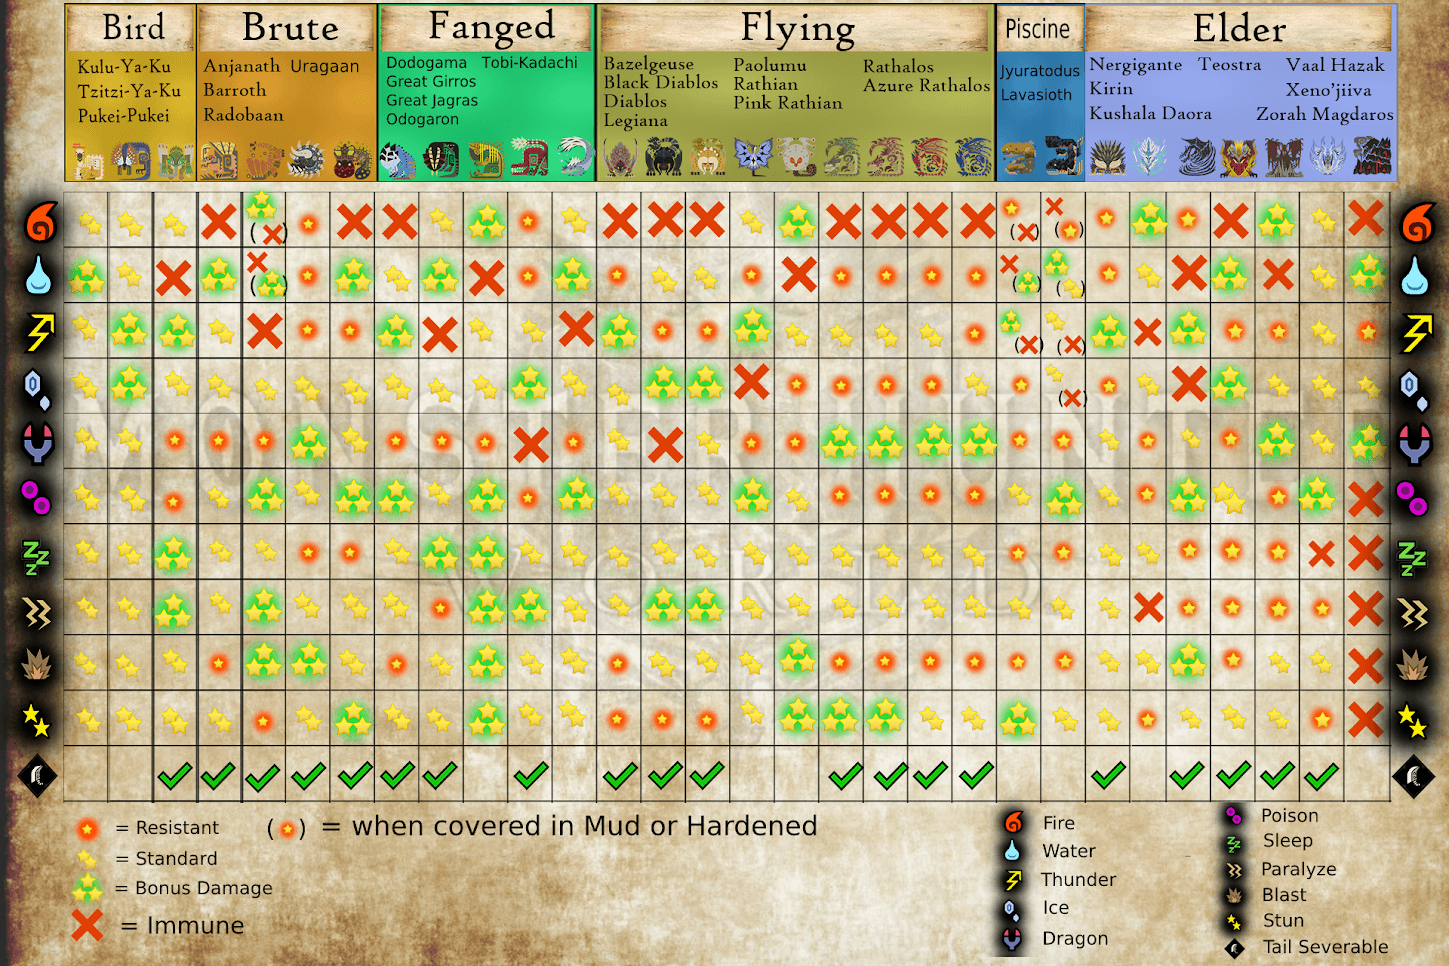 Bird
Brute
Fanged
Flying
Piscine
Elder
Kulu-Ya-Ku
Tzitzi-Ya-Ku
Pukei-Pukei
Anjanath Uragaan
Barroth
Radobaan
Dodogama Tobi-Kadachi
Great Girros
Great Jagras
Odogaron
Bazelgeuse Paolumu Rathalos
Black Diablos Rathian Azure Rathalos
Diablos Pink Rathian
Legiana
Jyuratodus
Lavasioth
Nergigante Teostra Vaal Hazak
Kirin Xeno'jiiva
Kushala Daora Zorah Magdaros
MONSTER HUNTER
WORLD
= Resistant
( ) = when covered in Mud or Hardened
= Standard
= Bonus Damage
= Immune
Fire
Water
Thunder
Ice
Dragon
Poison
Sleep
Paralyze
Blast
Stun
Tail Severable